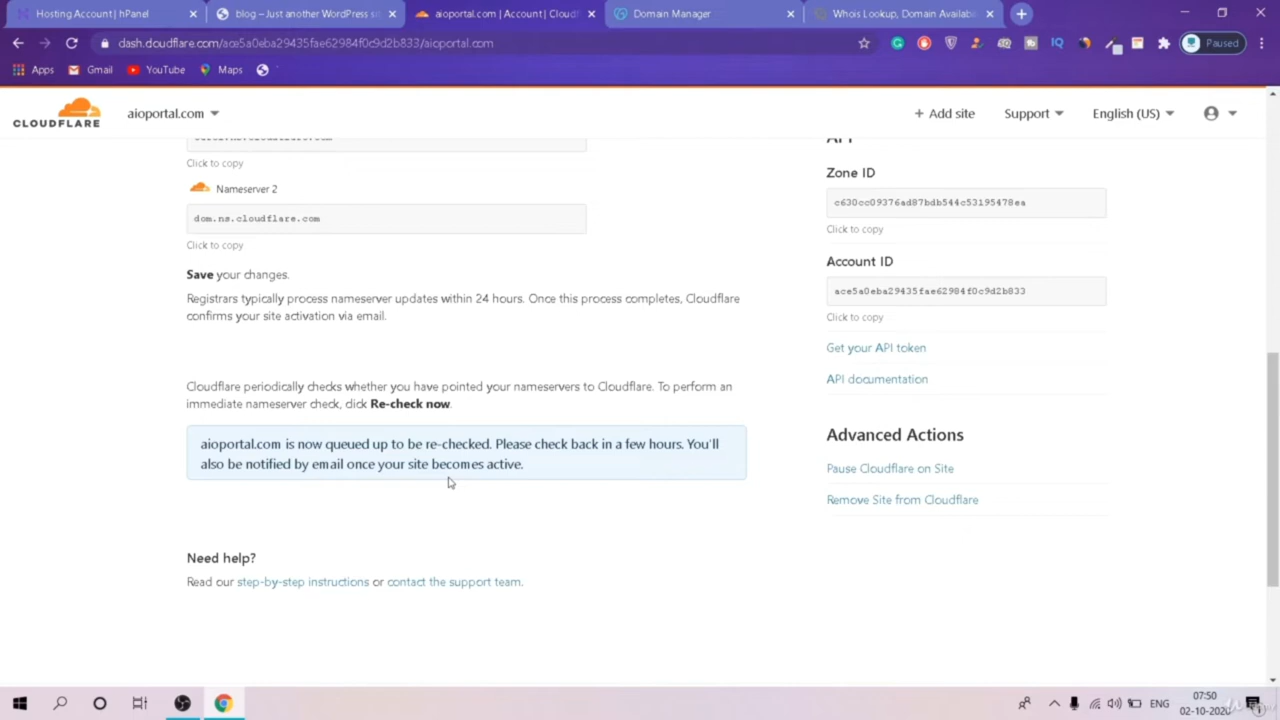 Hosting Account | hPanel
blog – Just another WordPress si
aioportal.com | Account | Cloudf
Domain Manager
Whois Lookup, Domain Availab
dash.cloudflare.com/ace5a0eba29435fae62984f0c9d2b833/aioportal.com
IQ
Paused
Apps
Gmail
YouTube
Maps
CLOUDFLARE
aioportal.com
+ Add site
Support
English (US)
Click to copy
Nameserver 2
dom.ns.cloudflare.com
Click to copy
Save your changes.
Registrars typically process nameserver updates within 24 hours. Once this process completes, Cloudflare
confirms your site activation via email.
Cloudflare periodically checks whether you have pointed your nameservers to Cloudflare. To perform an
immediate nameserver check, click Re-check now.
aioportal.com is now queued up to be re-checked. Please check back in a few hours. You'll
also be notified by email once your site becomes active.
Need help?
Read our step-by-step instructions or contact the support team.
API
Zone ID
c630cc09376ad87bdb544c53195478ea
Click to copy
Account ID
ace5a0eba29435fae62984f0c9d2b833
Click to copy
Get your API token
API documentation
Advanced Actions
Pause Cloudflare on Site
Remove Site from Cloudflare
ENG
07:50
02-10-2020